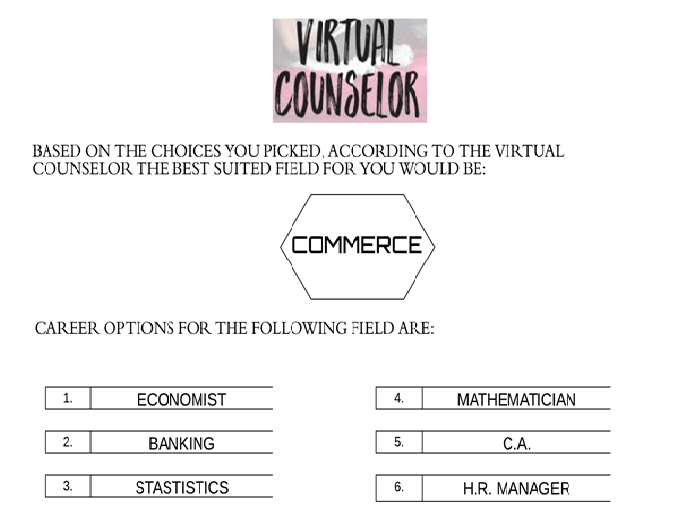 VIRTUAL
COUNSELOR
BASED ON THE CHOICES YOU PICKED, ACCORDING TO THE VIRTUAL
COUNSELOR THE BEST SUITED FIELD FOR YOU WOULD BE:
COMMERCE
CAREER OPTIONS FOR THE FOLLOWING FIELD ARE:
1. ECONOMIST
2. BANKING
3. STASTISTICS
4. MATHEMATICIAN
5. C.A.
6. H.R. MANAGER